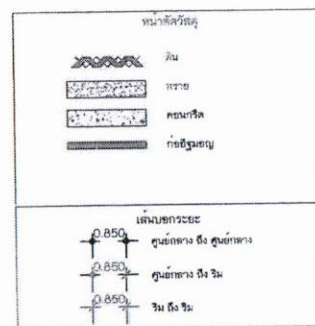 หน้าตัดวัสดุ
ดิน
ทราย
คอนกรีต
ก่ออิฐมอญ
เส้นบอกระยะ
0.850 ศูนย์กลาง ถึง ศูนย์กลาง
0.850 ศูนย์กลาง ถึง ริม
0.850 ริม ถึง ริม